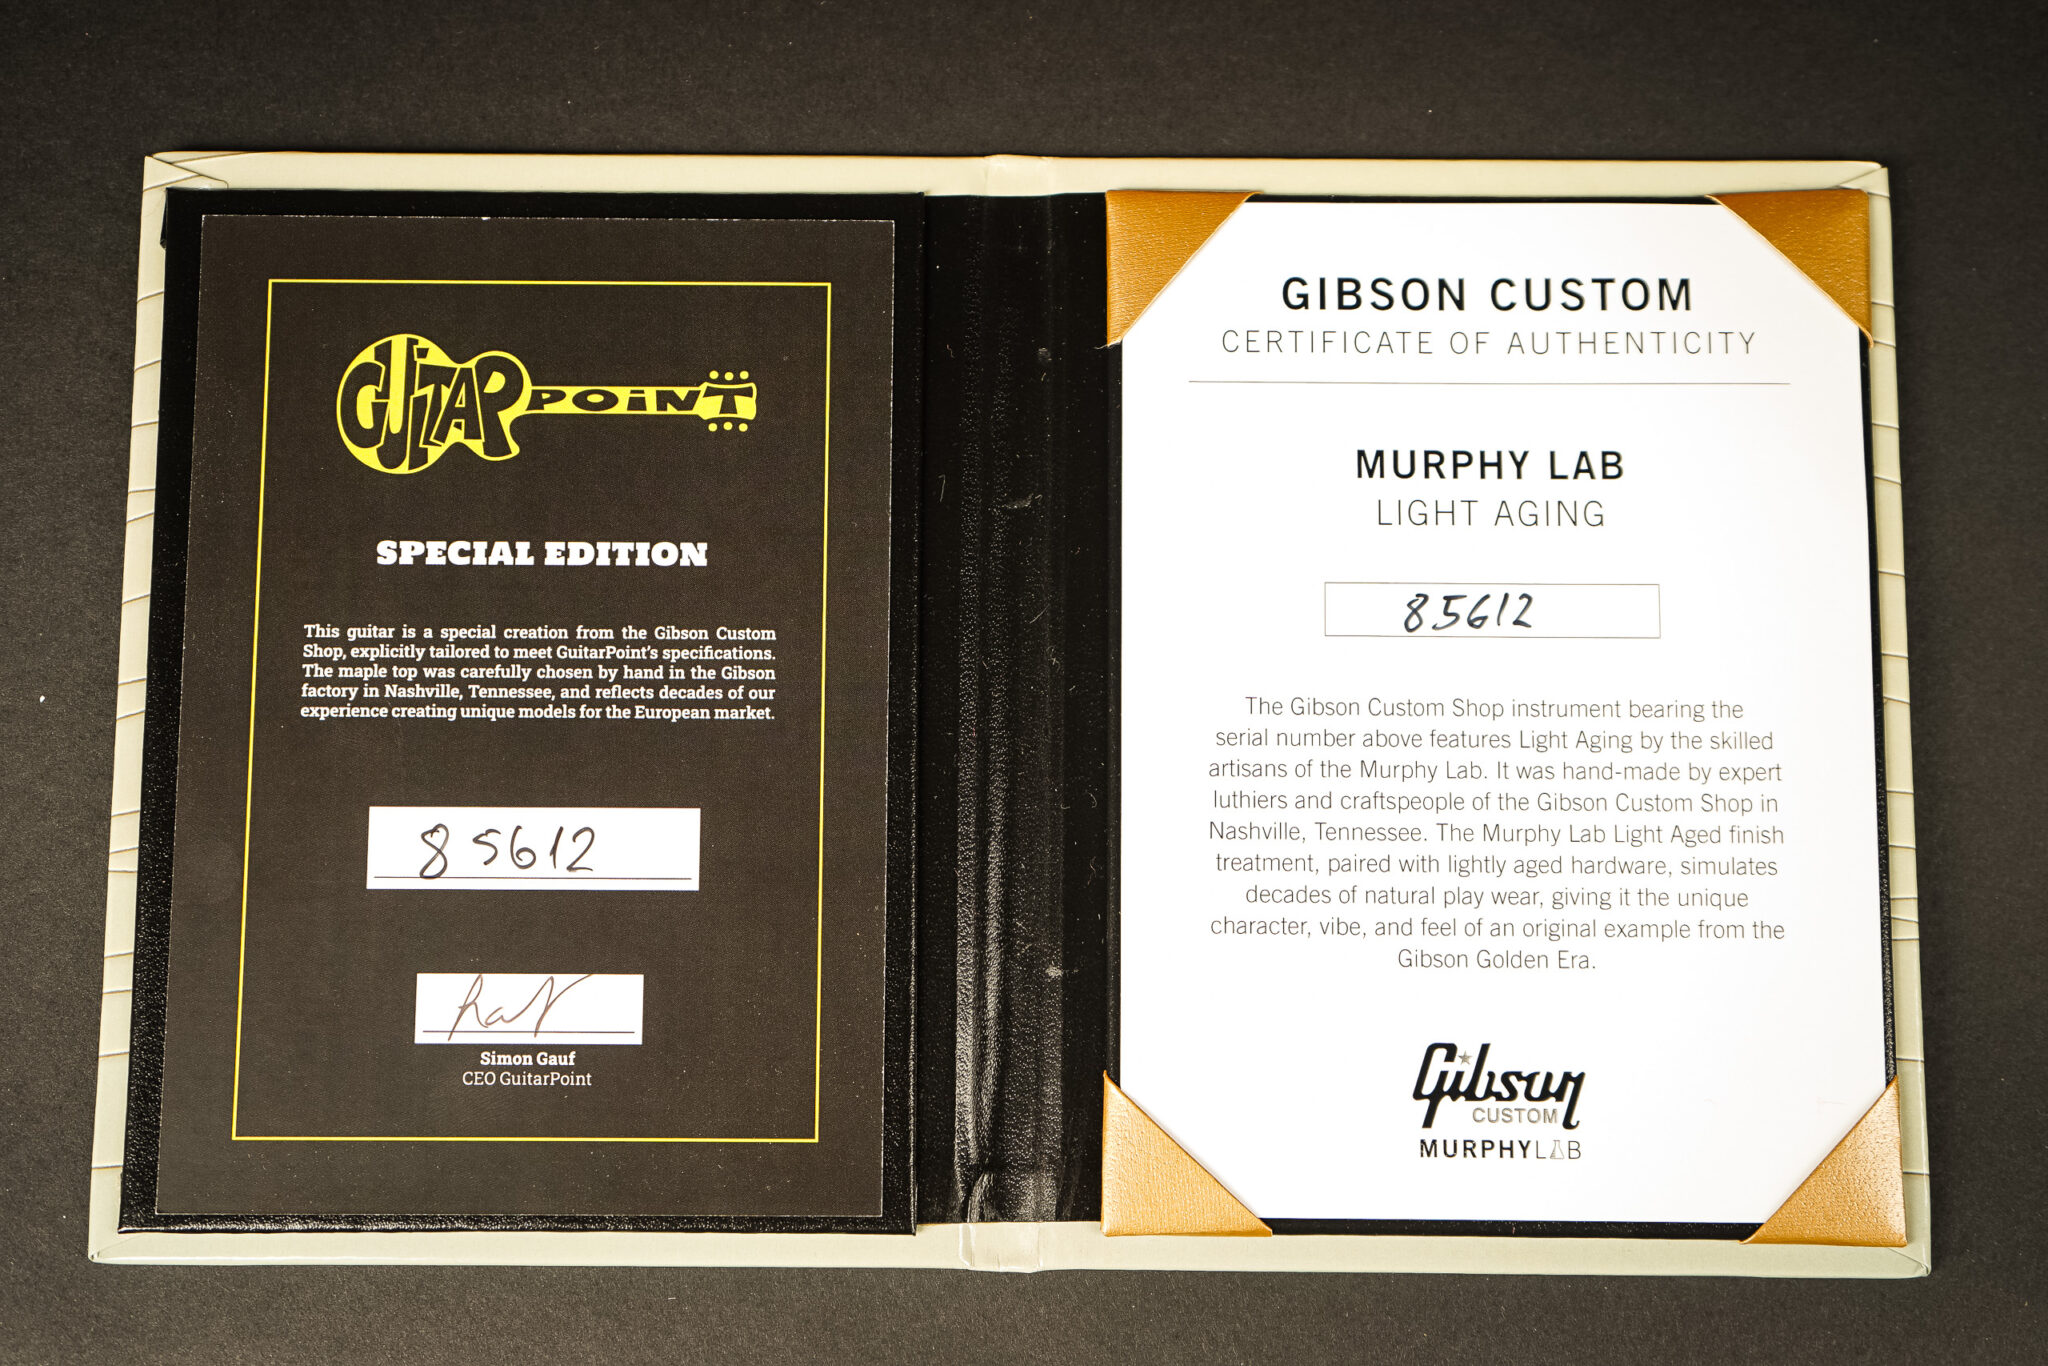 GUiTAR POiNT
SPECIAL EDITION
This guitar is a special creation from the Gibson Custom
Shop, explicitly tailored to meet GuitarPoint's specifications.
The maple top was carefully chosen by hand in the Gibson
factory in Nashville, Tennessee, and reflects decades of our
experience creating unique models for the European market.
85612
Simon Gauf
CEO GuitarPoint
GIBSON CUSTOM
CERTIFICATE OF AUTHENTICITY
MURPHY LAB
LIGHT AGING
85612
The Gibson Custom Shop instrument bearing the
serial number above features Light Aging by the skilled
artisans of the Murphy Lab. It was hand-made by expert
luthiers and craftspeople of the Gibson Custom Shop in
Nashville, Tennessee. The Murphy Lab Light Aged finish
treatment, paired with lightly aged hardware, simulates
decades of natural play wear, giving it the unique
character, vibe, and feel of an original example from the
Gibson Golden Era.
Gibson
CUSTOM
MURPHYLAB